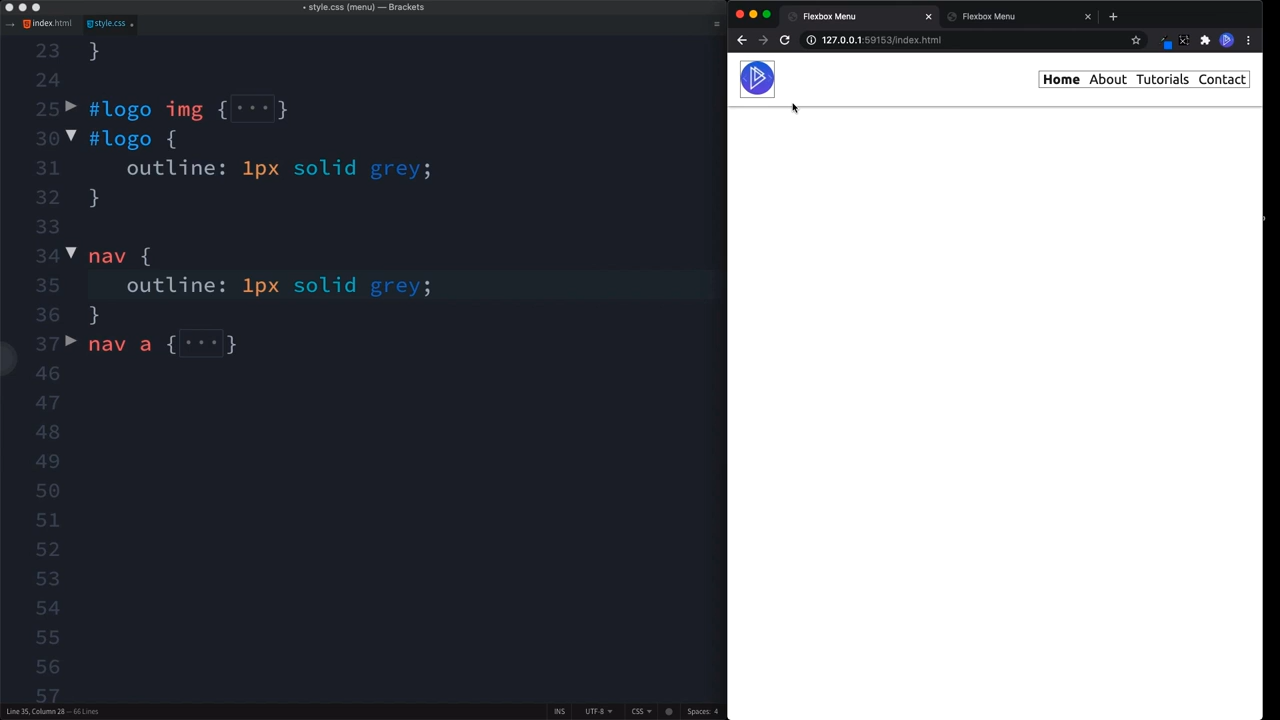 • style.css (menu) — Brackets
index.html
style.css •
23 }
24
25 #logo img {...}
30 #logo {
31 outline: 1px solid grey;
32 }
33
34 nav {
35 outline: 1px solid grey;
36 }
37 nav a {...}
46
47
48
49
50
51
52
53
54
55
56
57
Line 35, Column 28 — 66 Lines
INS
UTF-8
CSS
Spaces: 4
Flexbox Menu
Flexbox Menu
127.0.0.1:59153/index.html
Home About Tutorials Contact